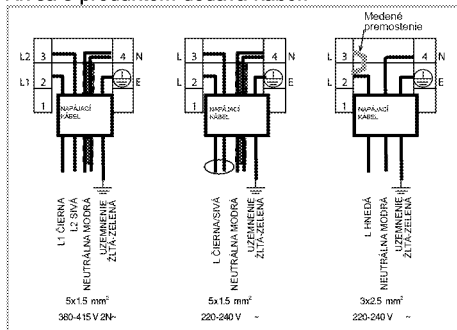 Medené
premostenie
L2 3 4 N
L1 2 E
1
NAPÁJACÍ
KÁBEL
L1 ČIERNA
L2 SIVÁ
NEUTRÁLNA MODRÁ
UZEMNENIE
ŽLTÁ-ZELENÁ
5x1.5 mm²
380-415 V 2N~
L 3 4 N
L 2 E
1
NAPÁJACÍ
KÁBEL
L ČIERNA/SIVÁ
NEUTRÁLNA MODRÁ
UZEMNENIE
ŽLTÁ-ZELENÁ
5x1.5 mm²
220-240 V ~
L 3 4 N
L 2 E
1
NAPÁJACÍ
KÁBEL
L HNEDÁ
NEUTRÁLNA MODRÁ
UZEMNENIE
ŽLTÁ-ZELENÁ
3x2.5 mm²
220-240 V ~